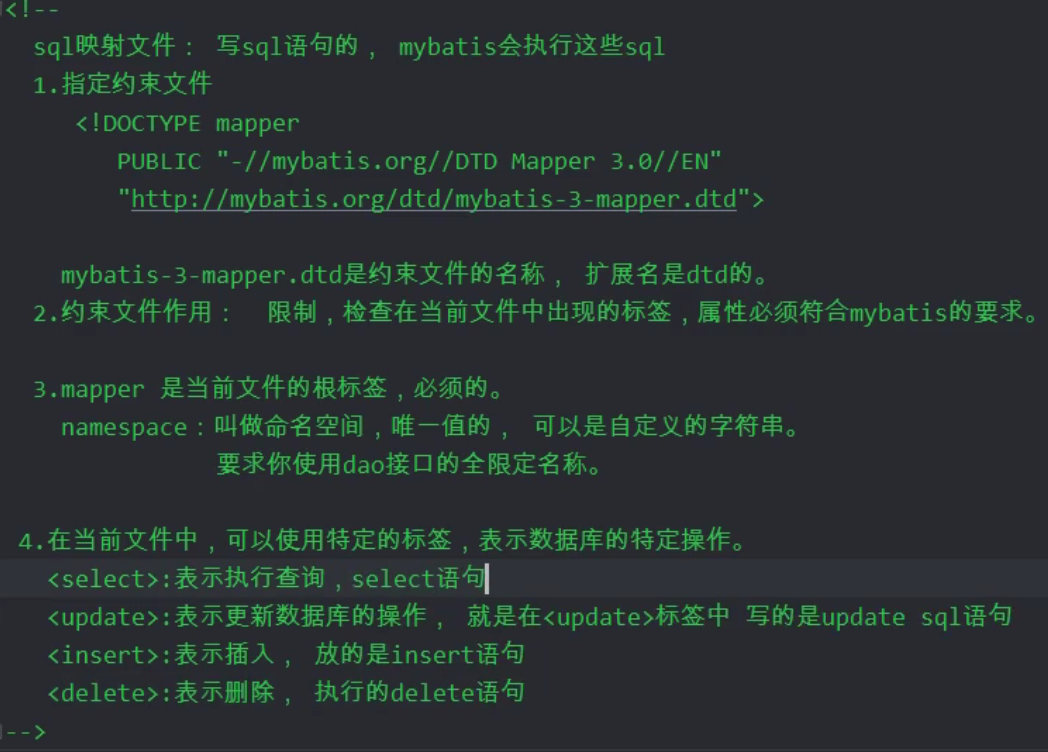 <!--
sql映射文件： 写sql语句的， mybatis会执行这些sql
1.指定约束文件
<!DOCTYPE mapper
PUBLIC "-//mybatis.org//DTD Mapper 3.0//EN"
"http://mybatis.org/dtd/mybatis-3-mapper.dtd">
mybatis-3-mapper.dtd是约束文件的名称， 扩展名是dtd的。
2.约束文件作用：  限制，检查在当前文件中出现的标签，属性必须符合mybatis的要求。
3.mapper 是当前文件的根标签，必须的。
namespace：叫做命名空间，唯一值的， 可以是自定义的字符串。
要求你使用dao接口的全限定名称。
4.在当前文件中，可以使用特定的标签，表示数据库的特定操作。
<select>:表示执行查询，select语句
<update>:表示更新数据库的操作， 就是在<update>标签中 写的是update sql语句
<insert>:表示插入， 放的是insert语句
<delete>:表示删除， 执行的delete语句
-->